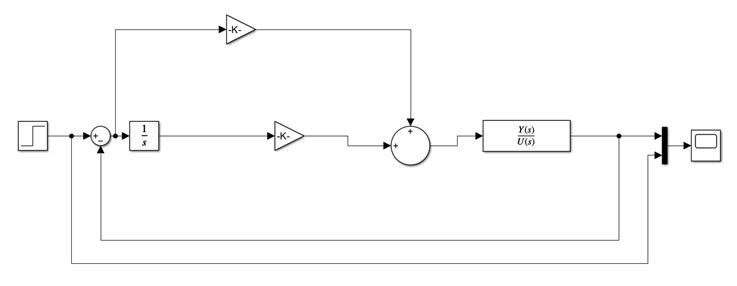 -K-
+
+
−
1
s
-K-
+
+
Y(s)
U(s)